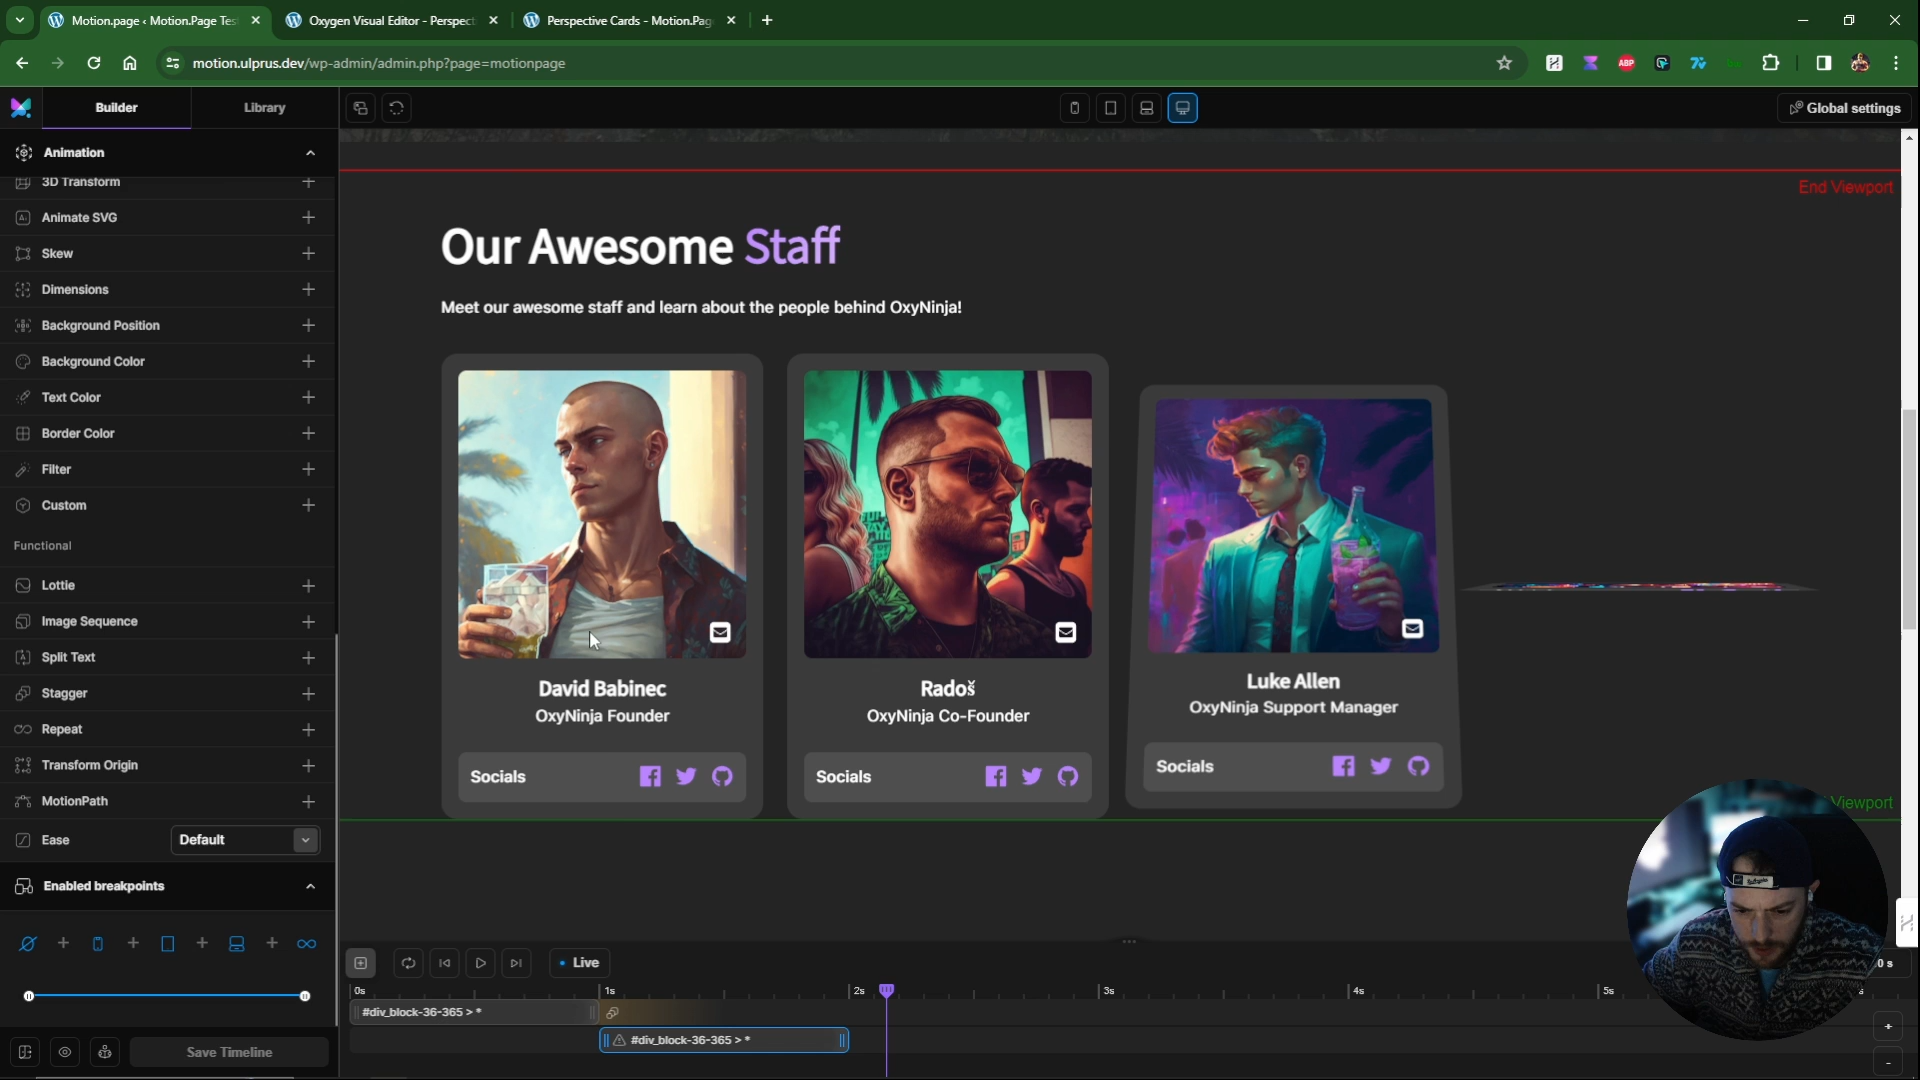 Motion.page ‹ Motion.Page Tes
Oxygen Visual Editor - Perspect
Perspective Cards - Motion.Pag
motion.ulprus.dev/wp-admin/admin.php?page=motionpage
ABP
Builder
Library
Global settings
Animation
3D Transform
Animate SVG
Skew
Dimensions
Background Position
Background Color
Text Color
Border Color
Filter
Custom
Functional
Lottie
Image Sequence
Split Text
Stagger
Repeat
Transform Origin
MotionPath
Ease
Default
Enabled breakpoints
Save Timeline
End Viewport
Our Awesome Staff
Meet our awesome staff and learn about the people behind OxyNinja!
David Babinec
OxyNinja Founder
Socials
Radoš
OxyNinja Co-Founder
Socials
Luke Allen
OxyNinja Support Manager
Socials
Viewport
Live
0 s
0s
1s
2s
3s
4s
5s
#div_block-36-365 > *
#div_block-36-365 > *